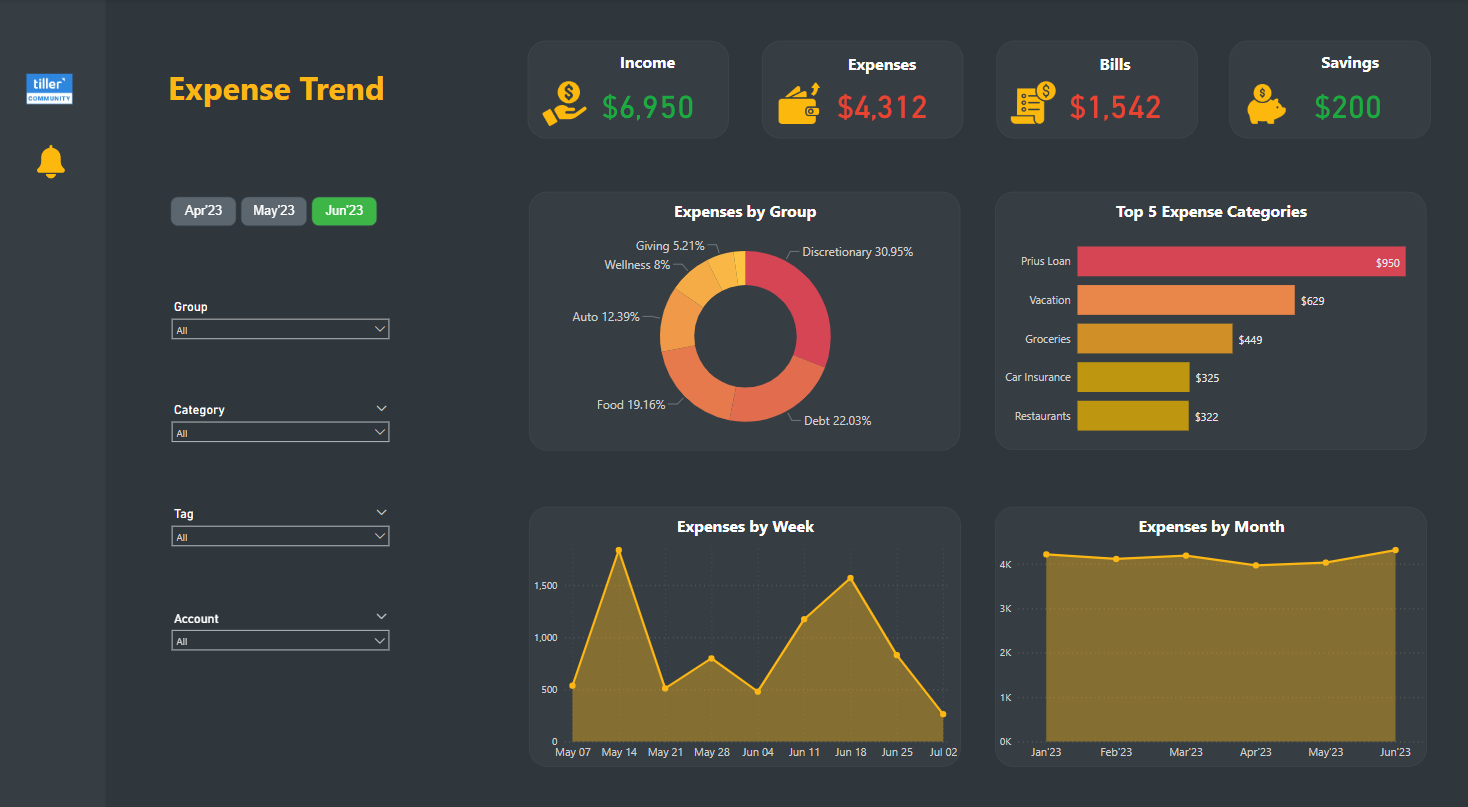 tiller
COMMUNITY
Expense Trend
Income
$6,950
Expenses
$4,312
Bills
$1,542
Savings
$200
Apr'23
May'23
Jun'23
Group
All
Category
All
Tag
All
Account
All
Expenses by Group
Giving 5.21%
Discretionary 30.95%
Wellness 8%
Auto 12.39%
Food 19.16%
Debt 22.03%
Top 5 Expense Categories
Prius Loan $950
Vacation $629
Groceries $449
Car Insurance $325
Restaurants $322
Expenses by Week
1,500
1,000
500
0
May 07 May 14 May 21 May 28 Jun 04 Jun 11 Jun 18 Jun 25 Jul 02
Expenses by Month
4K
3K
2K
1K
0K
Jan'23 Feb'23 Mar'23 Apr'23 May'23 Jun'23